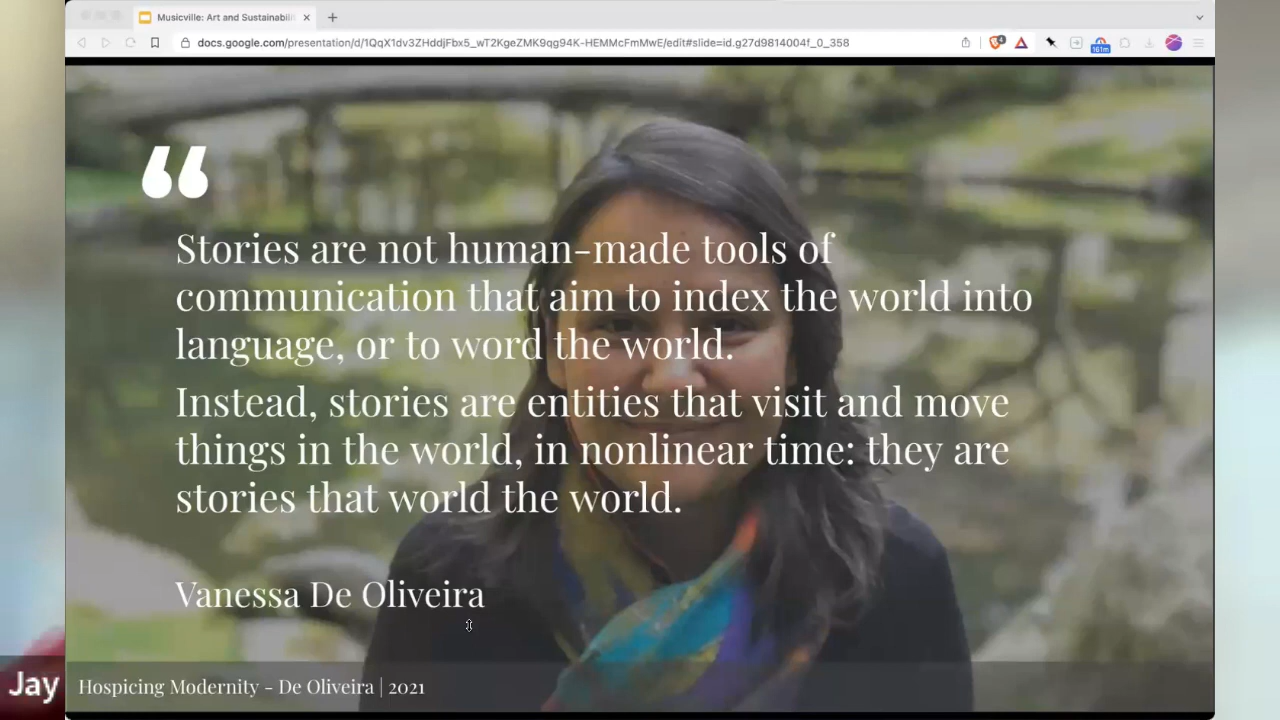 Musicville: Art and Sustainabili
docs.google.com/presentation/d/1QqX1dv3ZHddjFbx5_wT2KgeZMK9qg94K-HEMMcFmMwE/edit#slide=id.g27d9814004f_0_358
4
161m
“
Stories are not human-made tools of
communication that aim to index the world into
language, or to word the world.
Instead, stories are entities that visit and move
things in the world, in nonlinear time: they are
stories that world the world.
Vanessa De Oliveira
Jay
Hospicing Modernity - De Oliveira | 2021